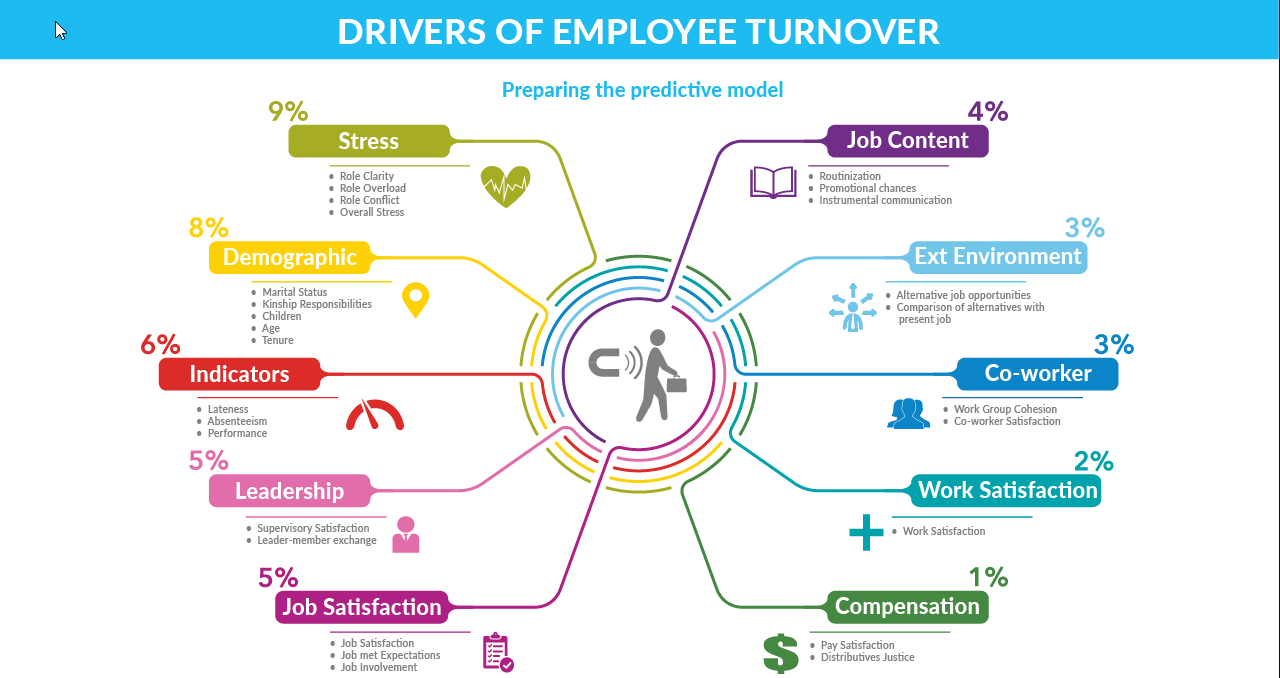 DRIVERS OF EMPLOYEE TURNOVER
Preparing the predictive model
9%
Stress
• Role Clarity
• Role Overload
• Role Conflict
• Overall Stress
8%
Demographic
• Marital Status
• Kinship Responsibilities
• Children
• Age
• Tenure
6%
Indicators
• Lateness
• Absenteeism
• Performance
5%
Leadership
• Supervisory Satisfaction
• Leader-member exchange
5%
Job Satisfaction
• Job Satisfaction
• Job met Expectations
• Job Involvement
4%
Job Content
• Routinization
• Promotional chances
• Instrumental communication
3%
Ext Environment
• Alternative job opportunities
• Comparison of alternatives with
present job
3%
Co-worker
• Work Group Cohesion
• Co-worker Satisfaction
2%
Work Satisfaction
• Work Satisfaction
1%
Compensation
• Pay Satisfaction
• Distributives Justice